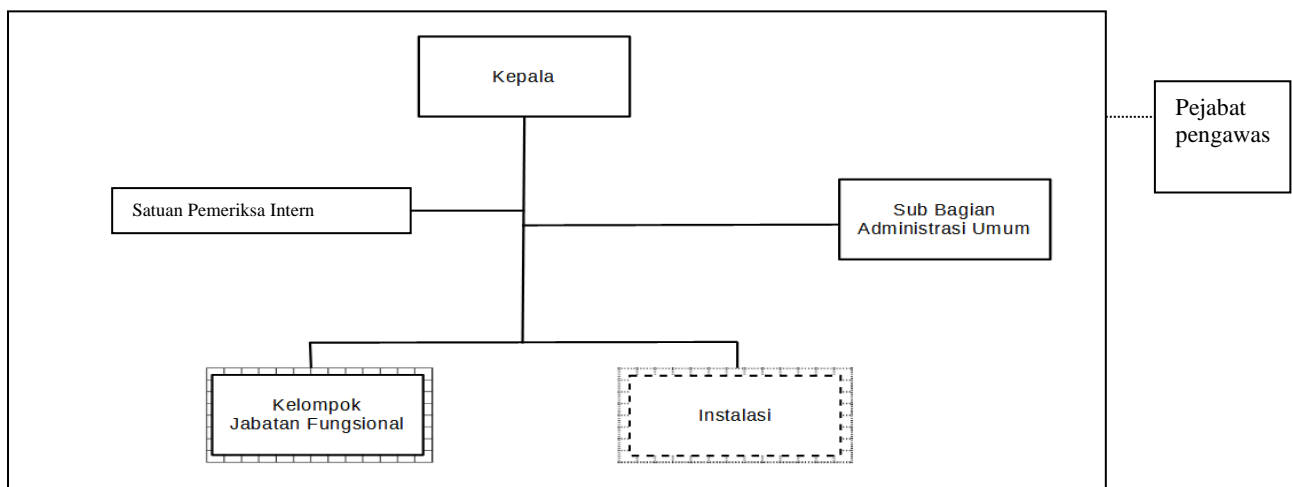 Kepala
Pejabat
pengawas
Satuan Pemeriksa Intern
Sub Bagian
Administrasi Umum
Kelompok
Jabatan Fungsional
Instalasi